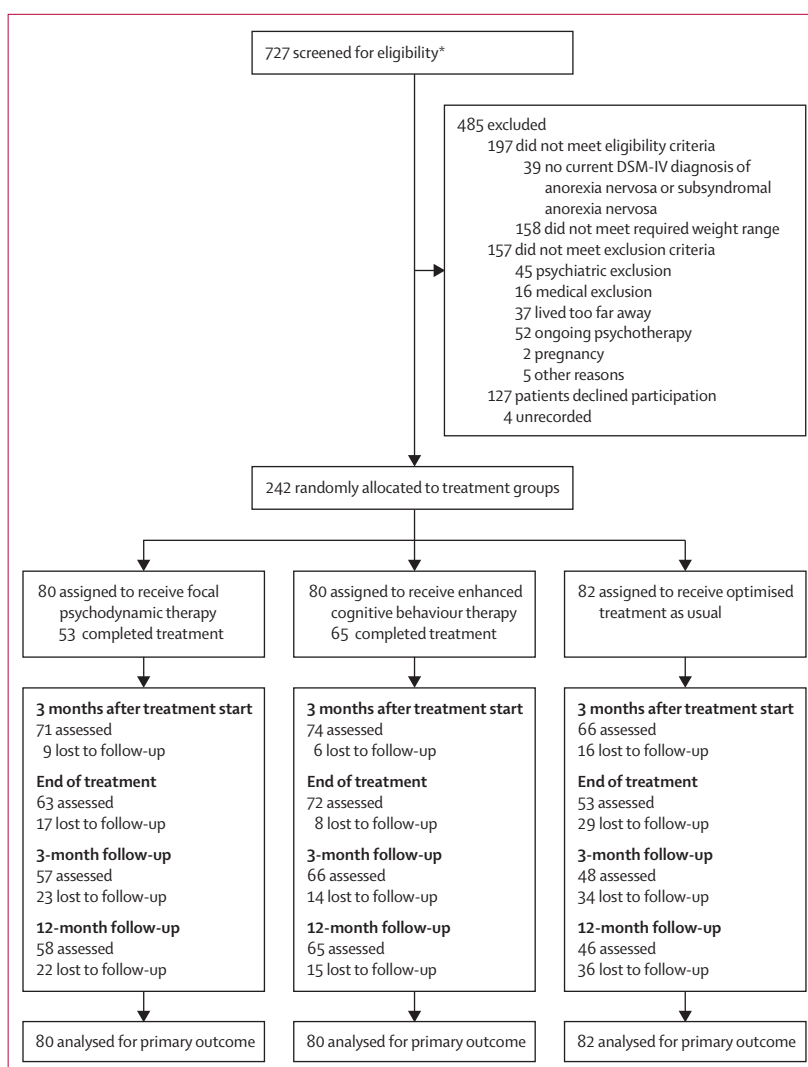 727 screened for eligibility*
485 excluded
197 did not meet eligibility criteria
39 no current DSM-IV diagnosis of
anorexia nervosa or subsyndromal
anorexia nervosa
158 did not meet required weight range
157 did not meet exclusion criteria
45 psychiatric exclusion
16 medical exclusion
37 lived too far away
52 ongoing psychotherapy
2 pregnancy
5 other reasons
127 patients declined participation
4 unrecorded
242 randomly allocated to treatment groups
80 assigned to receive focal
psychodynamic therapy
53 completed treatment
80 assigned to receive enhanced
cognitive behaviour therapy
65 completed treatment
82 assigned to receive optimised
treatment as usual
3 months after treatment start
71 assessed
9 lost to follow-up
End of treatment
63 assessed
17 lost to follow-up
3-month follow-up
57 assessed
23 lost to follow-up
12-month follow-up
58 assessed
22 lost to follow-up
3 months after treatment start
74 assessed
6 lost to follow-up
End of treatment
72 assessed
8 lost to follow-up
3-month follow-up
66 assessed
14 lost to follow-up
12-month follow-up
65 assessed
15 lost to follow-up
3 months after treatment start
66 assessed
16 lost to follow-up
End of treatment
53 assessed
29 lost to follow-up
3-month follow-up
48 assessed
34 lost to follow-up
12-month follow-up
46 assessed
36 lost to follow-up
80 analysed for primary outcome
80 analysed for primary outcome
82 analysed for primary outcome